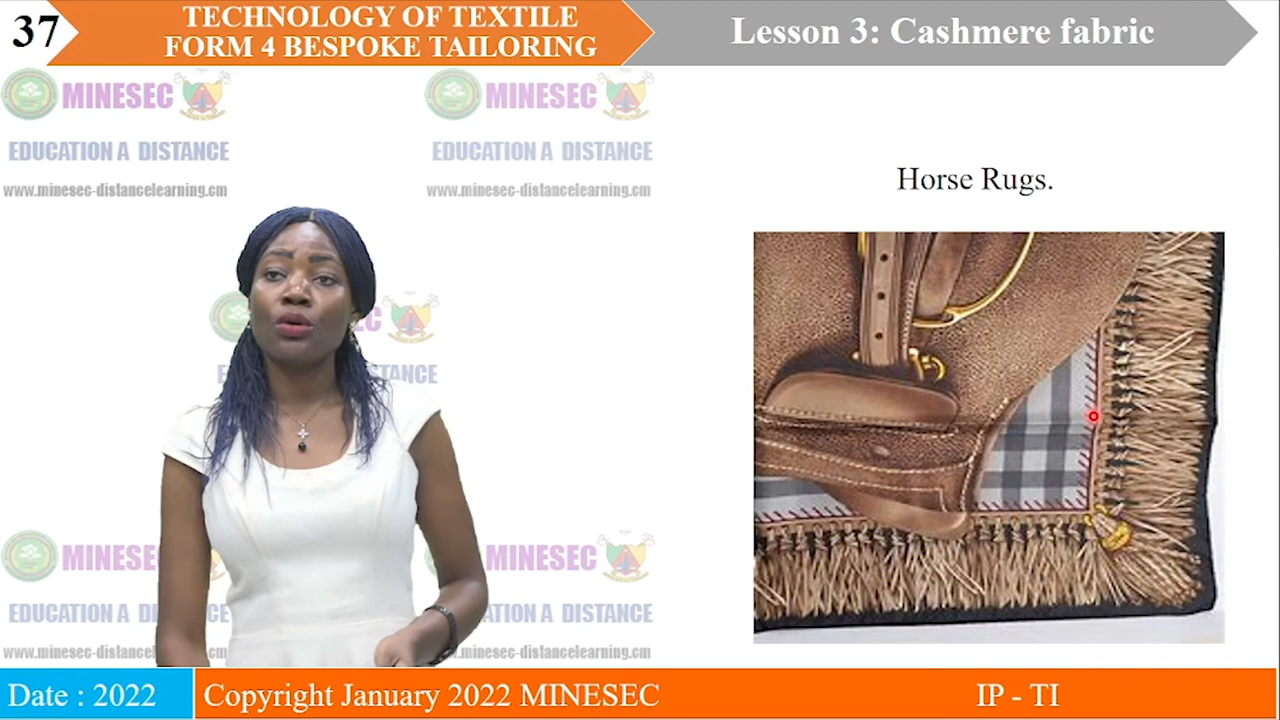 37
TECHNOLOGY OF TEXTILE
FORM 4 BESPOKE TAILORING
Lesson 3: Cashmere fabric
MINESEC
MINESEC
EDUCATION A DISTANCE
EDUCATION A DISTANCE
www.minesec-distancelearning.cm
www.minesec-distancelearning.cm
Horse Rugs.
MINESEC
MINESEC
EDUCATION A DISTANCE
www.minesec-distancelearning.cm
Date : 2022
Copyright January 2022 MINESEC
IP - TI